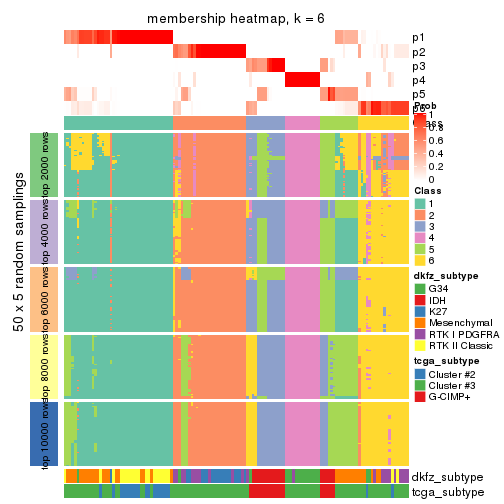 membership heatmap, k = 6
p1
p2
p3
p4
p5
Prob
1
0.8
0.6
0.4
0.2
0
Class
1
2
3
4
5
6
dkfz_subtype
G34
IDH
K27
Mesenchymal
RTK I PDGFRA
RTK II Classic
tcga_subtype
Cluster #2
Cluster #3
G-CIMP+
50 x 5 random samplings
top 2000 rows
top 4000 rows
top 6000 rows
top 8000 rows
top 10000 rows
dkfz_subtype
tcga_subtype